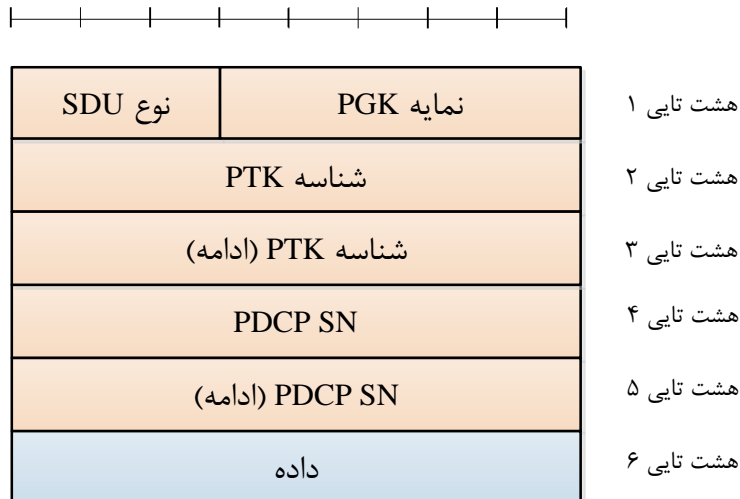 نوع SDU
نمایه PGK
هشت تایی ۱
شناسه PTK
هشت تایی ۲
شناسه PTK (ادامه)
هشت تایی ۳
PDCP SN
هشت تایی ۴
PDCP SN (ادامه)
هشت تایی ۵
داده
هشت تایی ۶